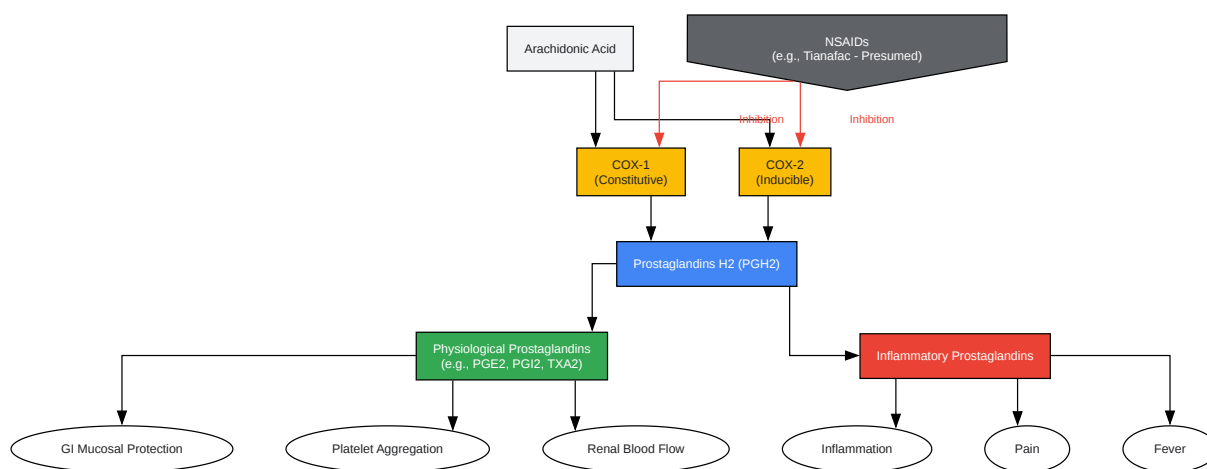 NSAIDs
(e.g., Tianafac - Presumed)
Arachidonic Acid
Inhibition
Inhibition
COX-1
(Constitutive)
COX-2
(Inducible)
Prostaglandins H2 (PGH2)
Physiological Prostaglandins
(e.g., PGE2, PGI2, TXA2)
Inflammatory Prostaglandins
GI Mucosal Protection
Platelet Aggregation
Renal Blood Flow
Inflammation
Pain
Fever